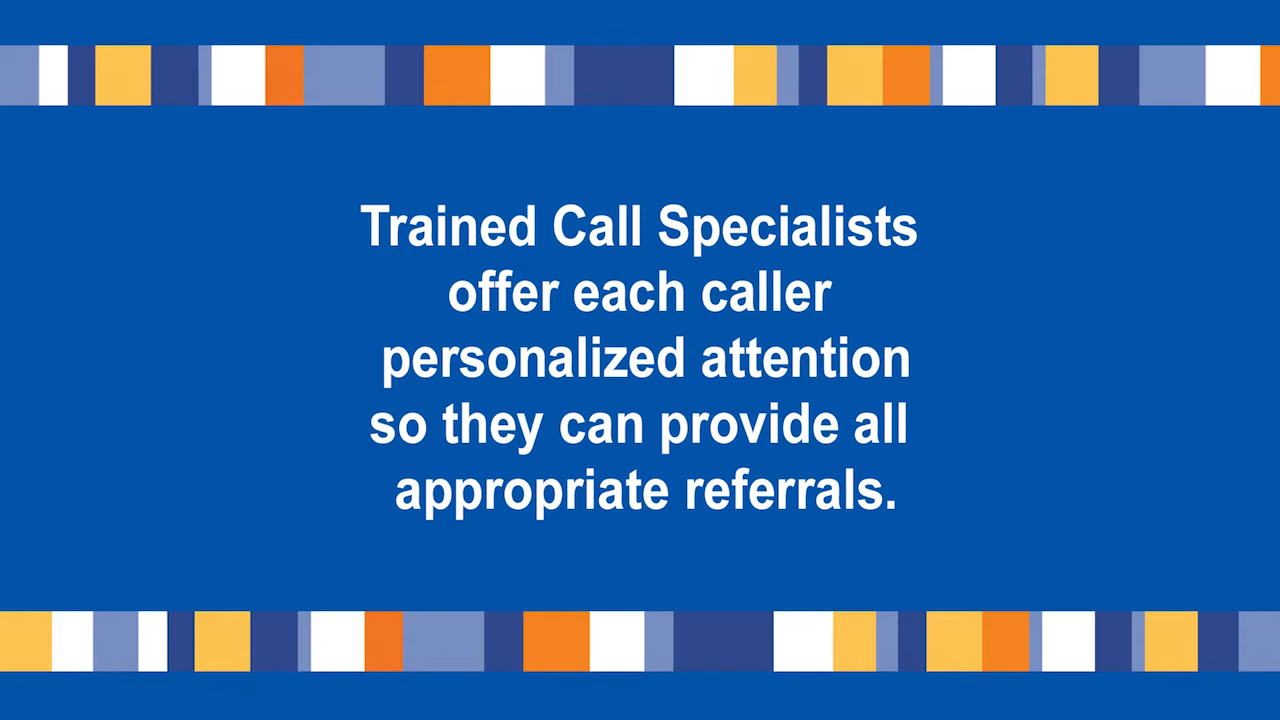 Trained Call Specialists
offer each caller
personalized attention
so they can provide all
appropriate referrals.